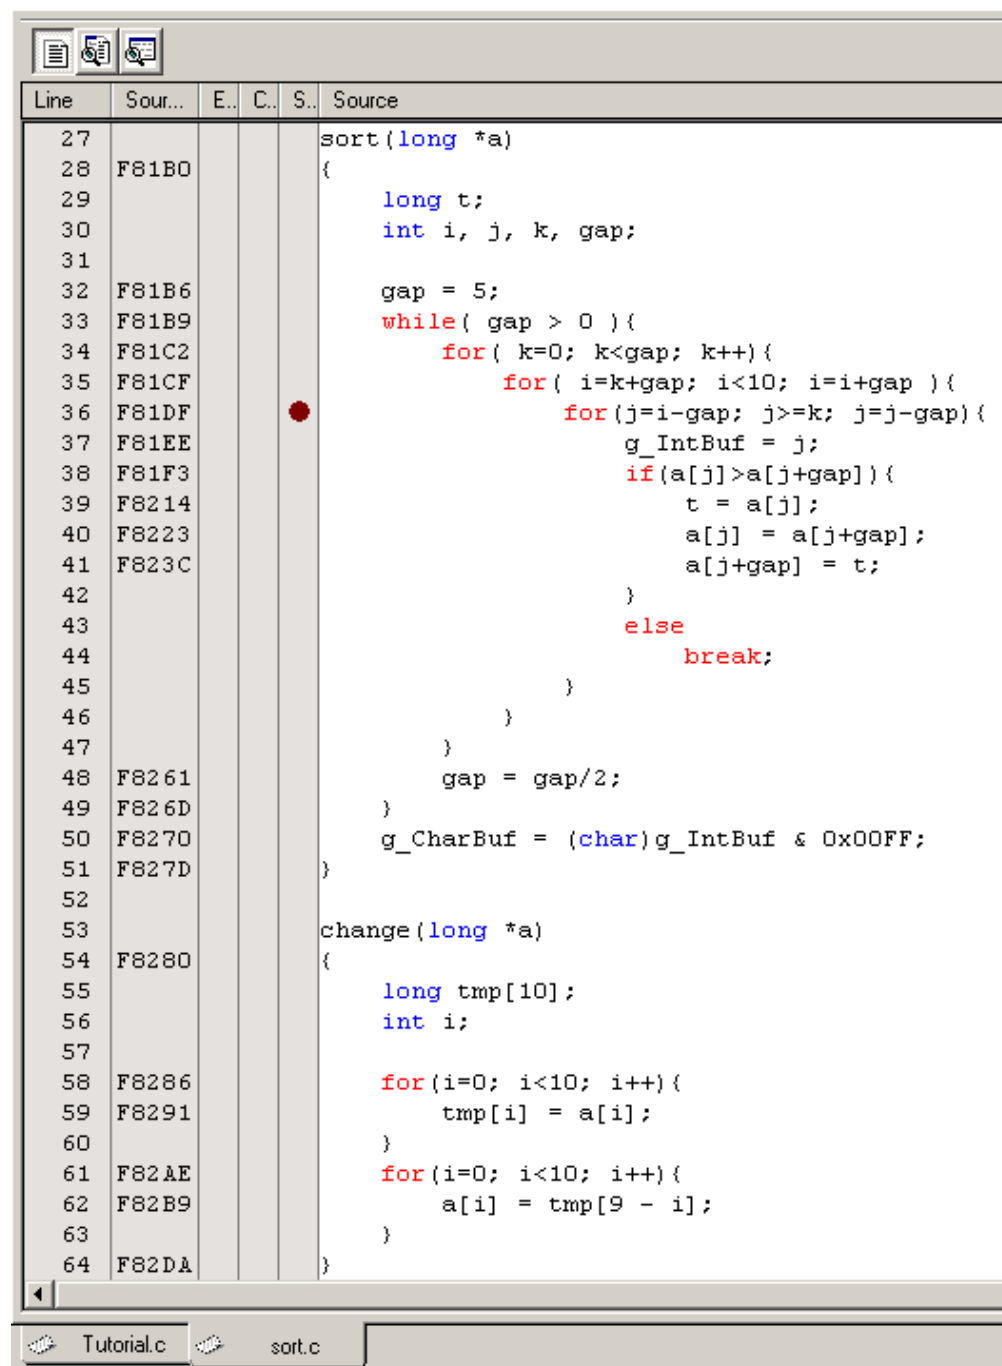 Line Sour... E.. C.. S.. Source
27 sort(long *a)
28 F81B0 {
29 long t;
30 int i, j, k, gap;
31
32 F81B6 gap = 5;
33 F81B9 while( gap > 0 ){
34 F81C2 for( k=0; k<gap; k++){
35 F81CF for( i=k+gap; i<10; i=i+gap ){
36 F81DF for(j=i-gap; j>=k; j=j-gap){
37 F81EE g_IntBuf = j;
38 F81F3 if(a[j]>a[j+gap]){
39 F8214 t = a[j];
40 F8223 a[j] = a[j+gap];
41 F823C a[j+gap] = t;
42 }
43 else
44 break;
45 }
46 }
47 }
48 F8261 gap = gap/2;
49 F826D }
50 F8270 g_CharBuf = (char)g_IntBuf & 0x00FF;
51 F827D }
52
53 change(long *a)
54 F8280 {
55 long tmp[10];
56 int i;
57
58 F8286 for(i=0; i<10; i++){
59 F8291 tmp[i] = a[i];
60 }
61 F82AE for(i=0; i<10; i++){
62 F82B9 a[i] = tmp[9 - i];
63 }
64 F82DA }
Tutorial.c sort.c